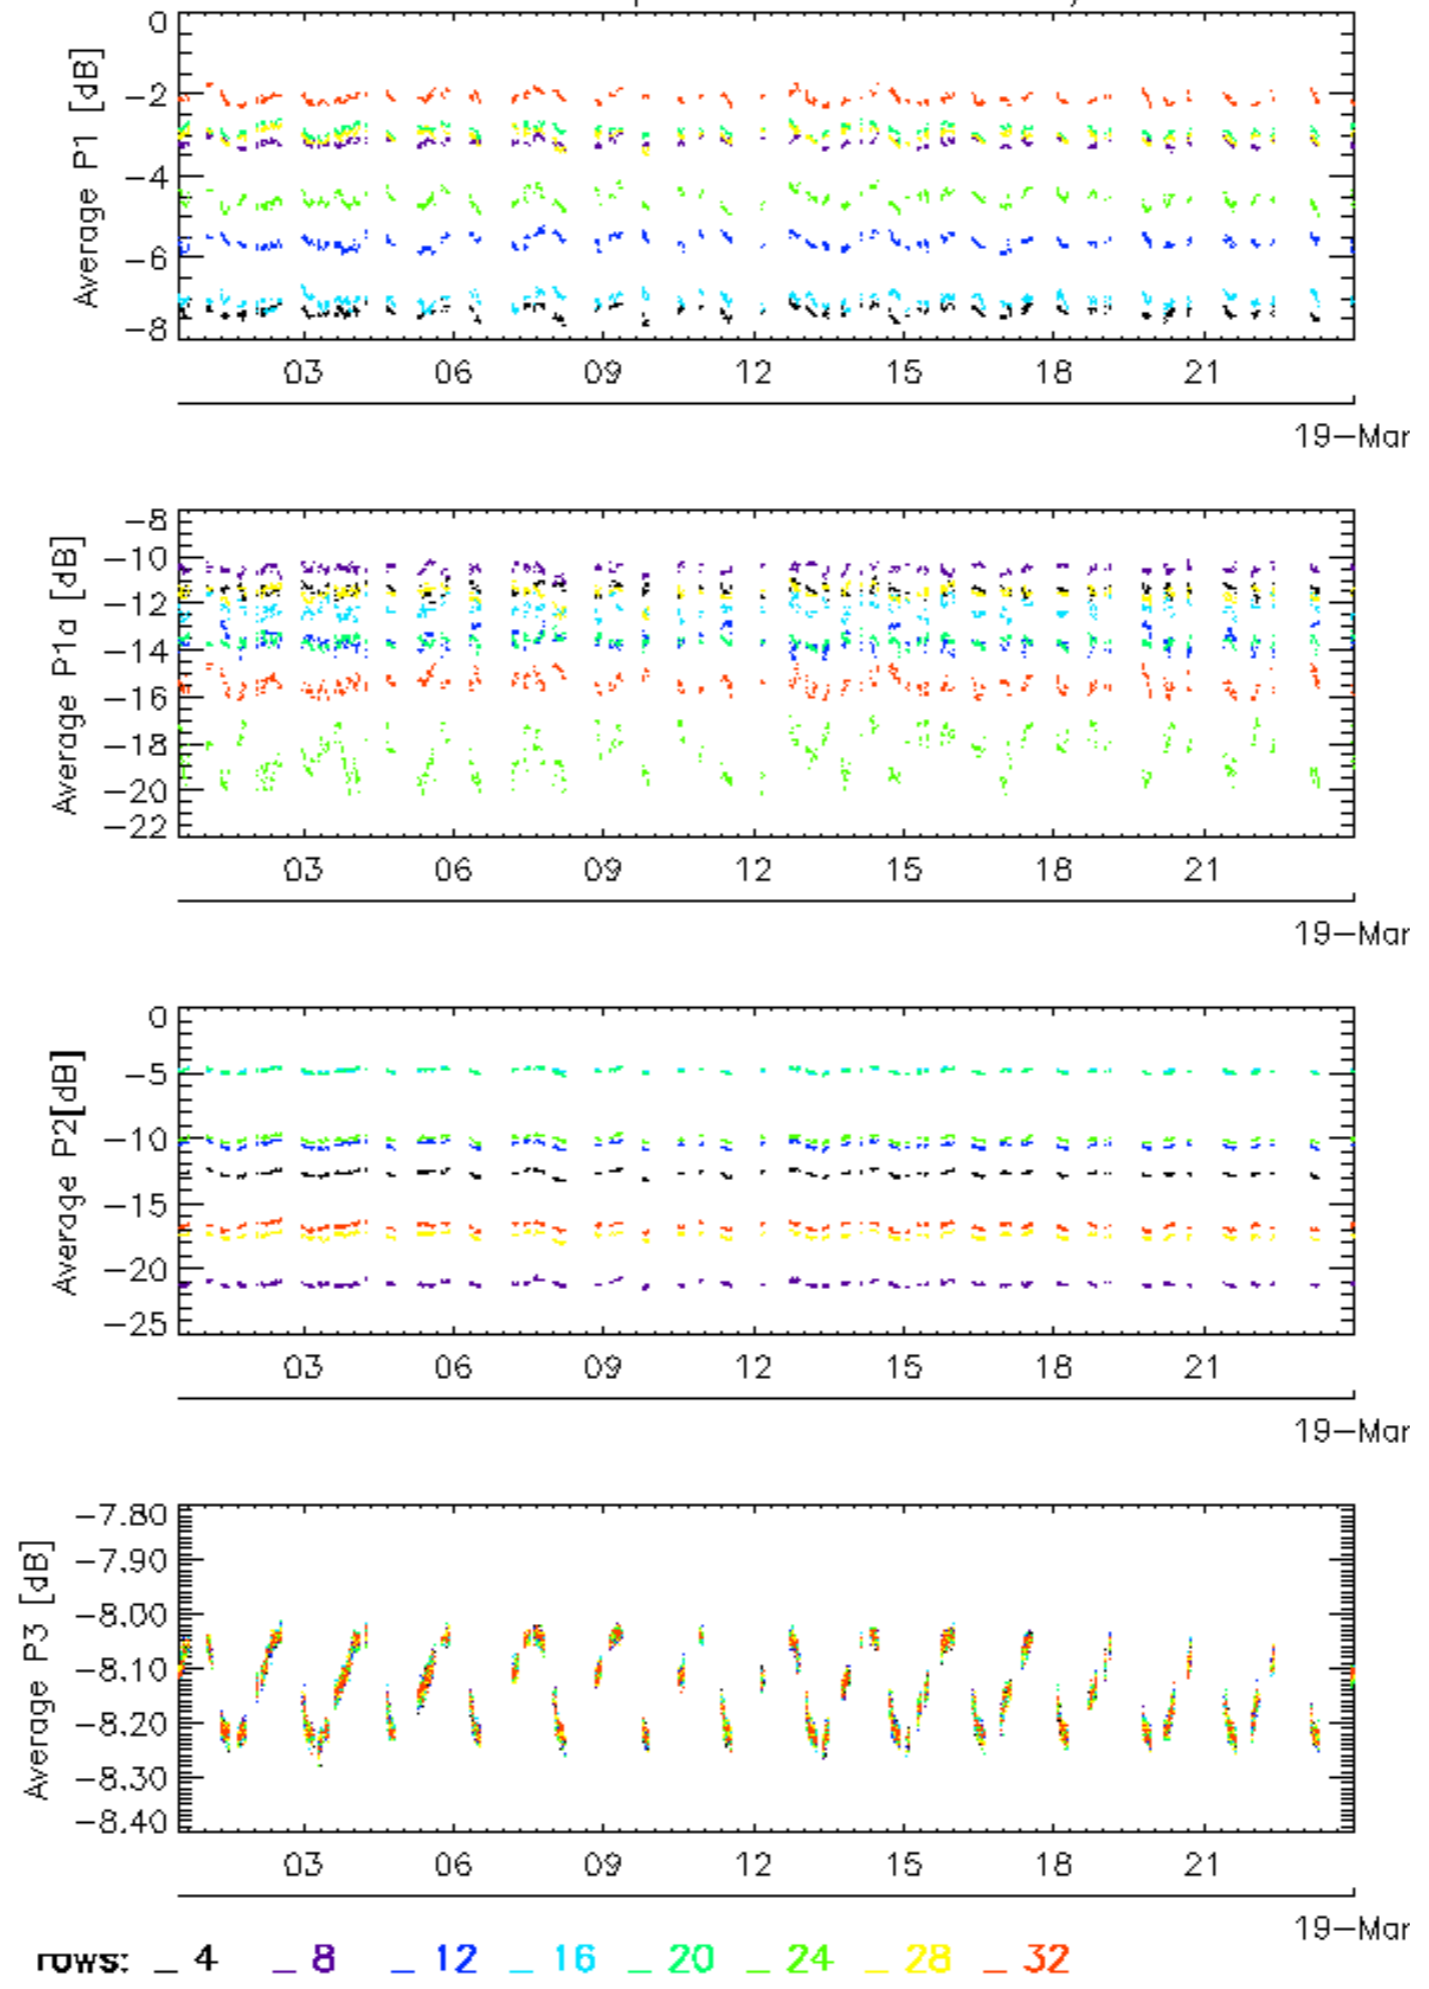 0
-2
-4
-6
-8
Average P1 [dB]
03 06 09 12 15 18 21
19-Mar
-8
-10
-12
-14
-16
-18
-20
-22
Average P1a [dB]
03 06 09 12 15 18 21
19-Mar
0
-5
-10
-15
-20
-25
Average P2[dB]
03 06 09 12 15 18 21
19-Mar
-7.80
-7.90
-8.00
-8.10
-8.20
-8.30
-8.40
Average P3 [dB]
03 06 09 12 15 18 21
19-Mar
rows: _ 4 _ 8 _ 12 _ 16 _ 20 _ 24 _ 28 _ 32